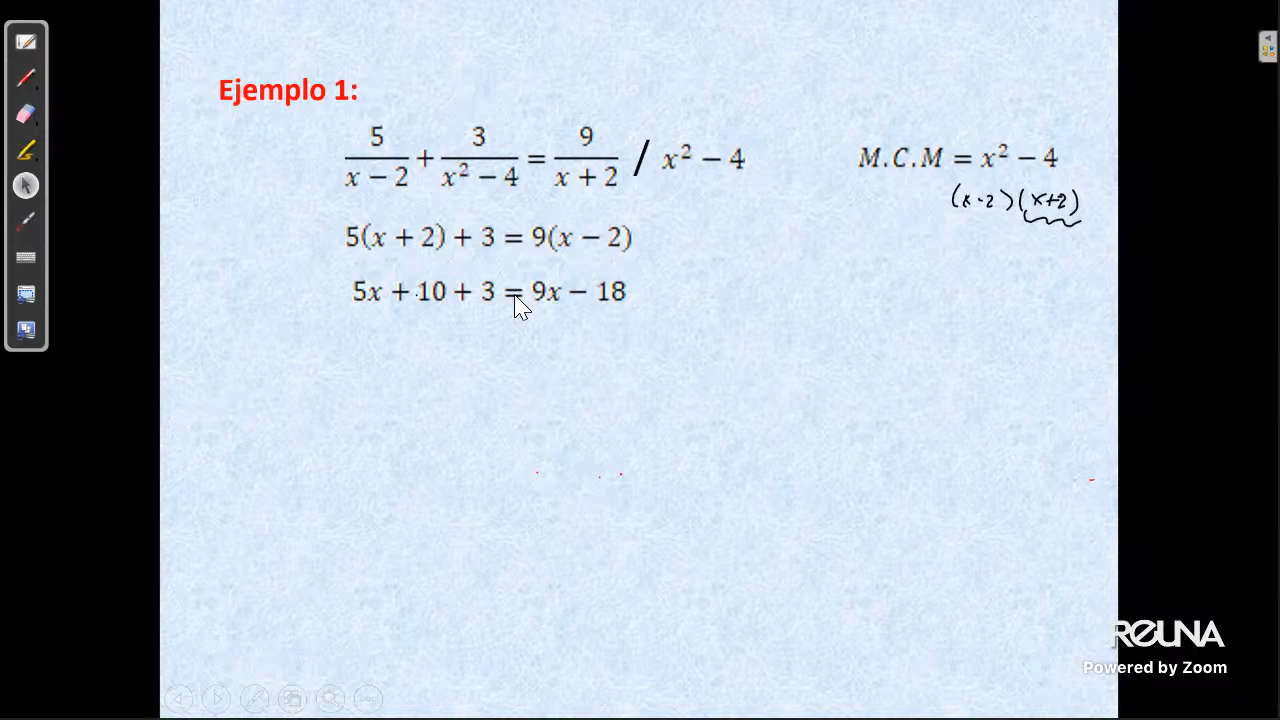 Ejemplo 1:
5/(x − 2) + 3/(x² − 4) = 9/(x + 2) / x² − 4
M.C.M = x² − 4
(x-2)(x+2)
5(x + 2) + 3 = 9(x − 2)
5x + 10 + 3 = 9x − 18
REUNA
Powered by Zoom